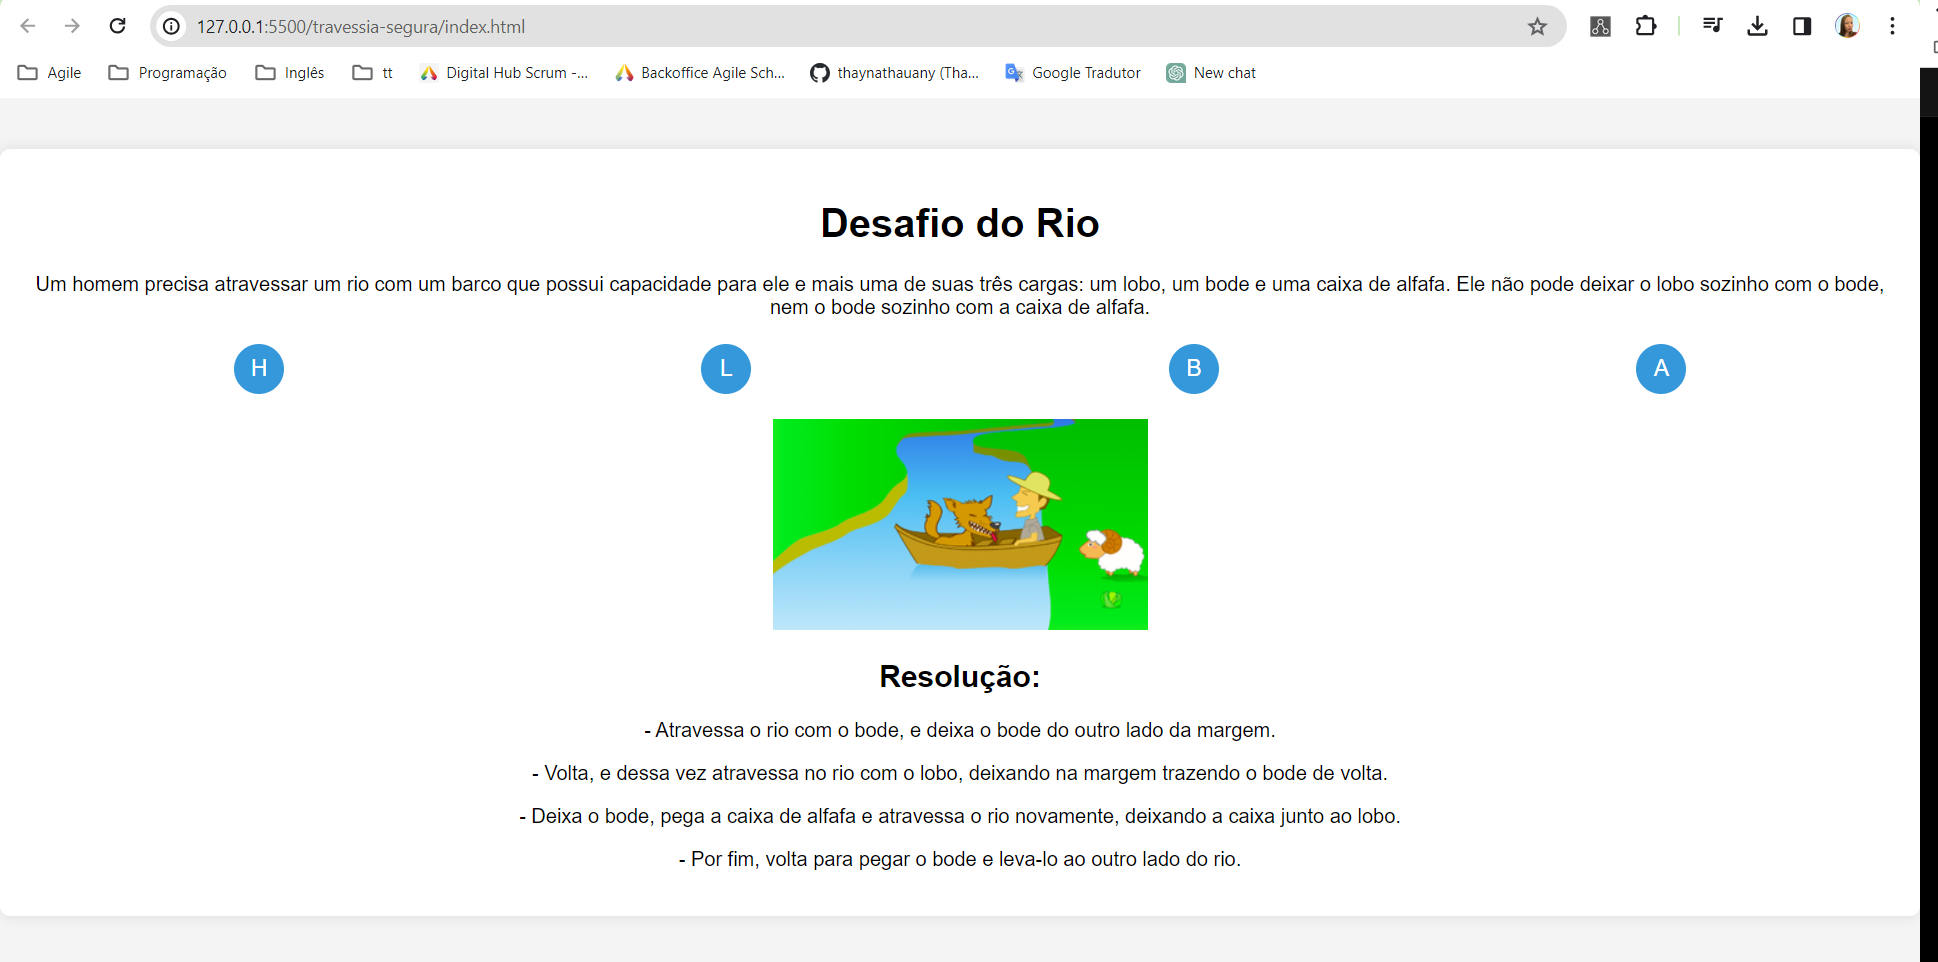 127.0.0.1:5500/travessia-segura/index.html
Agile Programação Inglês tt Digital Hub Scrum -... Backoffice Agile Sch... thaynathauany (Tha... Google Tradutor New chat
Desafio do Rio
Um homem precisa atravessar um rio com um barco que possui capacidade para ele e mais uma de suas três cargas: um lobo, um bode e uma caixa de alfafa. Ele não pode deixar o lobo sozinho com o bode,
nem o bode sozinho com a caixa de alfafa.
H L B A
Resolução:
- Atravessa o rio com o bode, e deixa o bode do outro lado da margem.
- Volta, e dessa vez atravessa no rio com o lobo, deixando na margem trazendo o bode de volta.
- Deixa o bode, pega a caixa de alfafa e atravessa o rio novamente, deixando a caixa junto ao lobo.
- Por fim, volta para pegar o bode e leva-lo ao outro lado do rio.